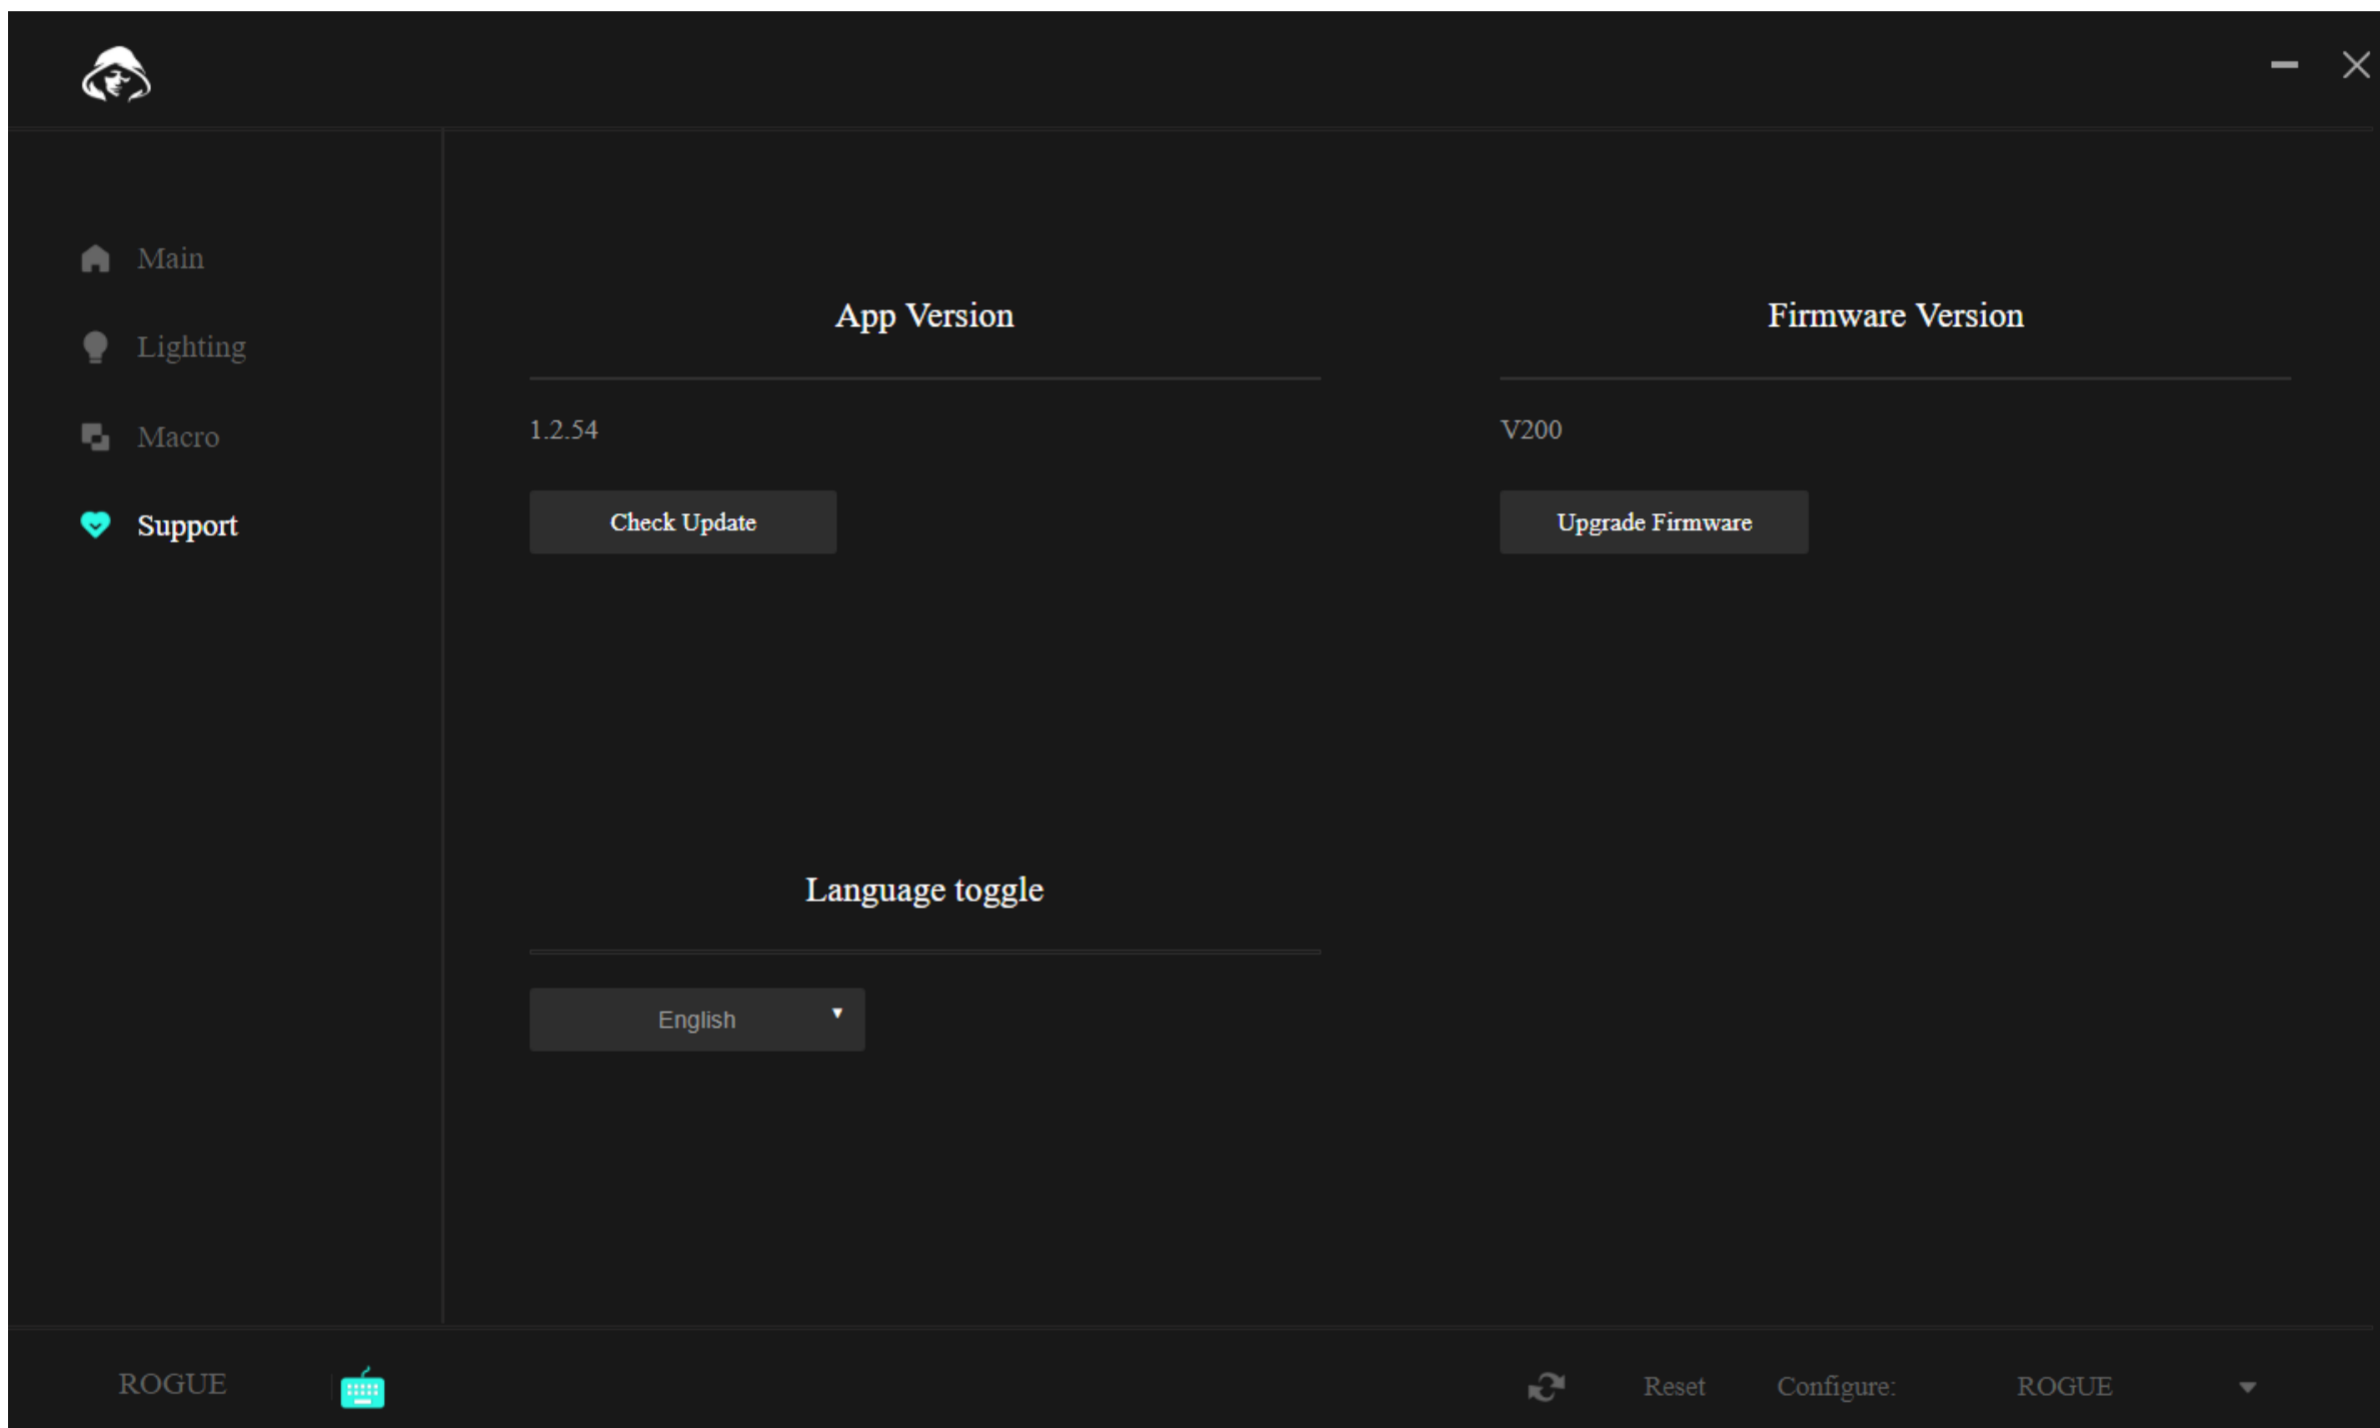 Main
Lighting
Macro
Support
App Version
1.2.54
Check Update
Firmware Version
V200
Upgrade Firmware
Language toggle
English
ROGUE
Reset
Configure:
ROGUE